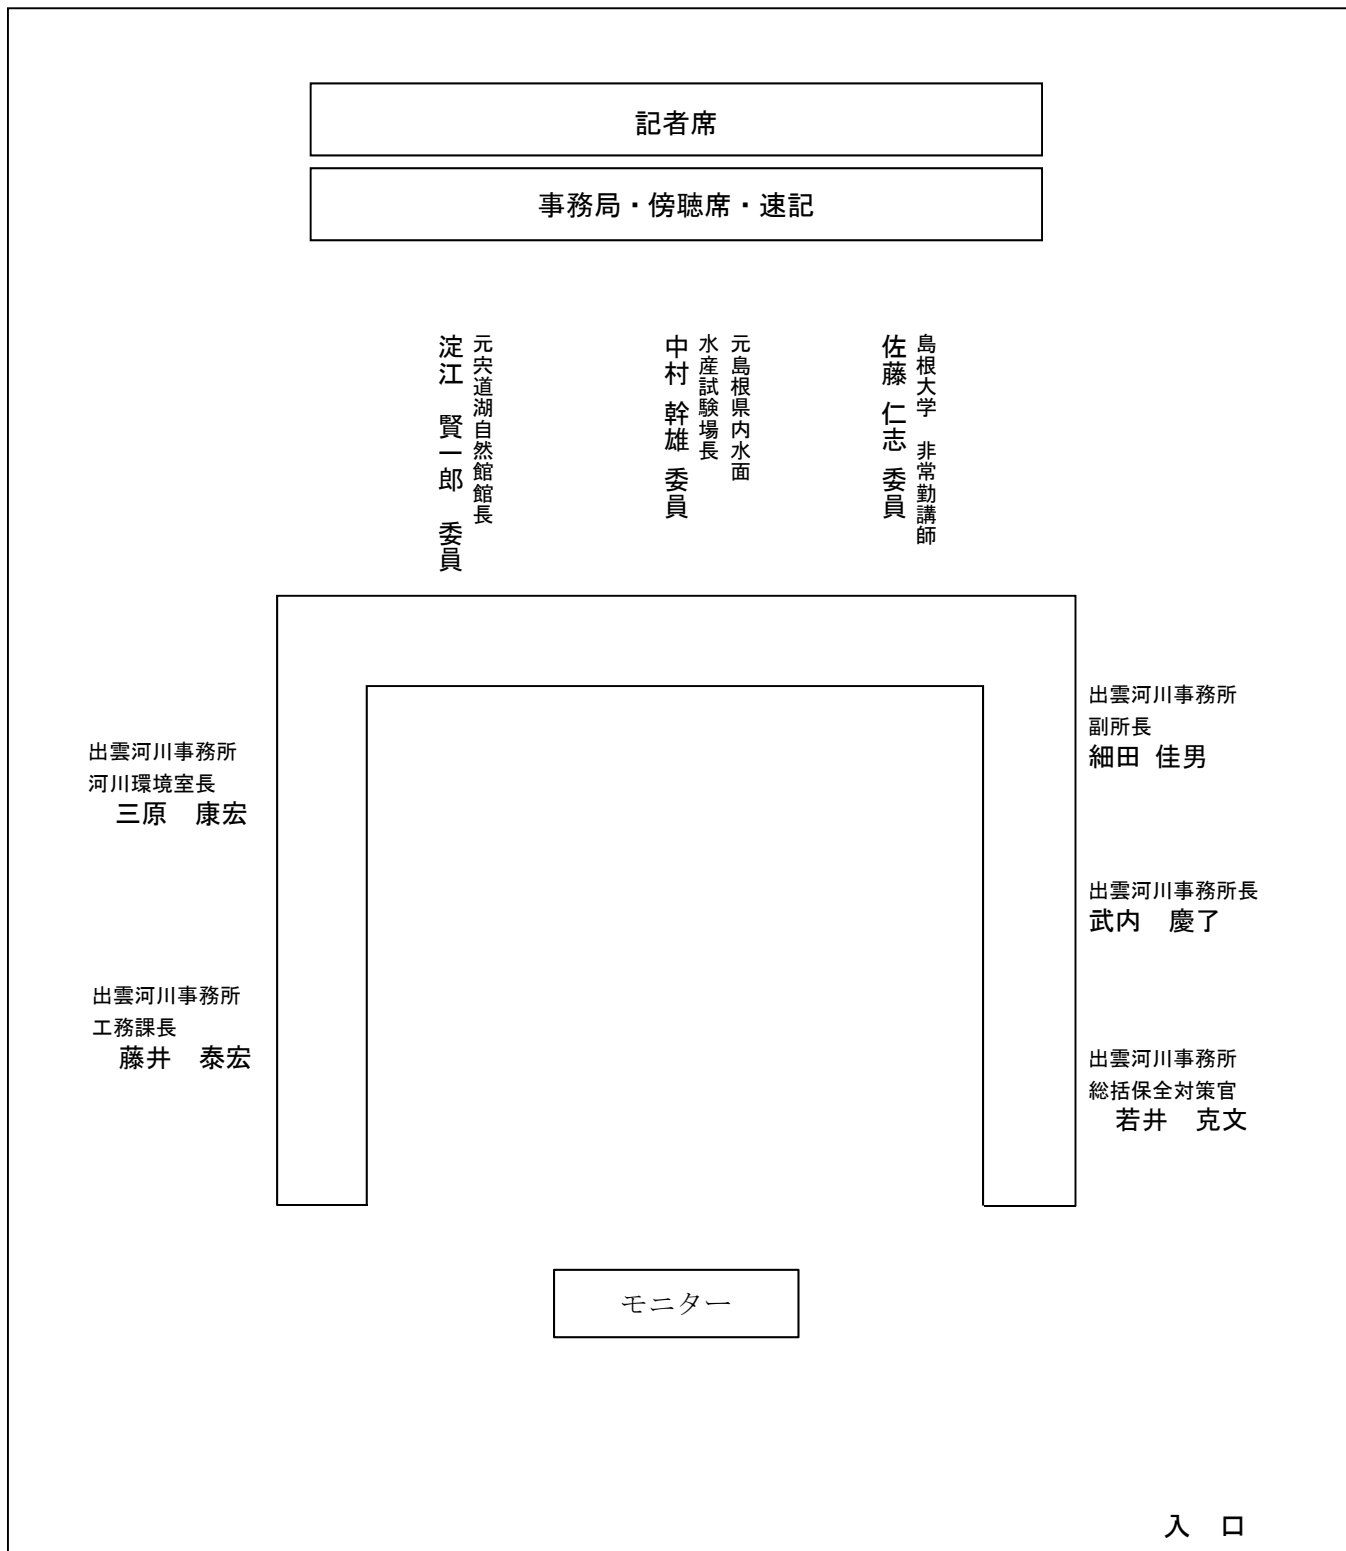 記者席
事務局・傍聴席・速記
島根大学　非常勤講師
佐藤 仁志 委員
元島根県内水面
水産試験場長
中村 幹雄 委員
元宍道湖自然館館長
淀江 賢一郎 委員
出雲河川事務所
副所長
細田 佳男
出雲河川事務所
河川環境室長
三原　康宏
出雲河川事務所長
武内　慶了
出雲河川事務所
工務課長
藤井　泰宏
出雲河川事務所
総括保全対策官
若井　克文
モニター
入　口